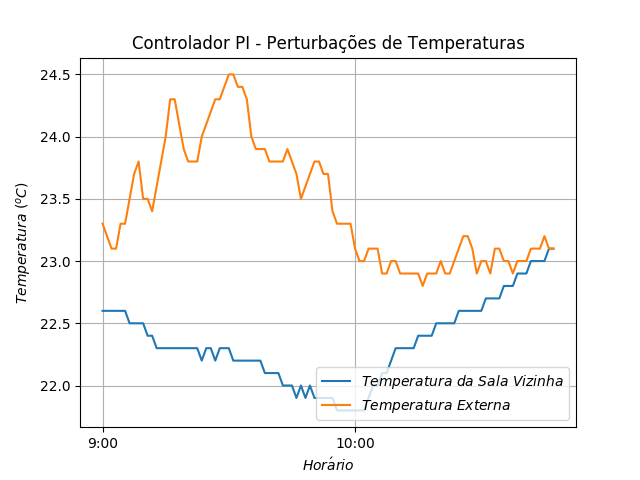 Controlador PI - Perturbações de Temperaturas
24.5
24.0
23.5
23.0
22.5
22.0
Temperatura (ºC)
9:00
10:00
Horário
Temperatura da Sala Vizinha
Temperatura Externa